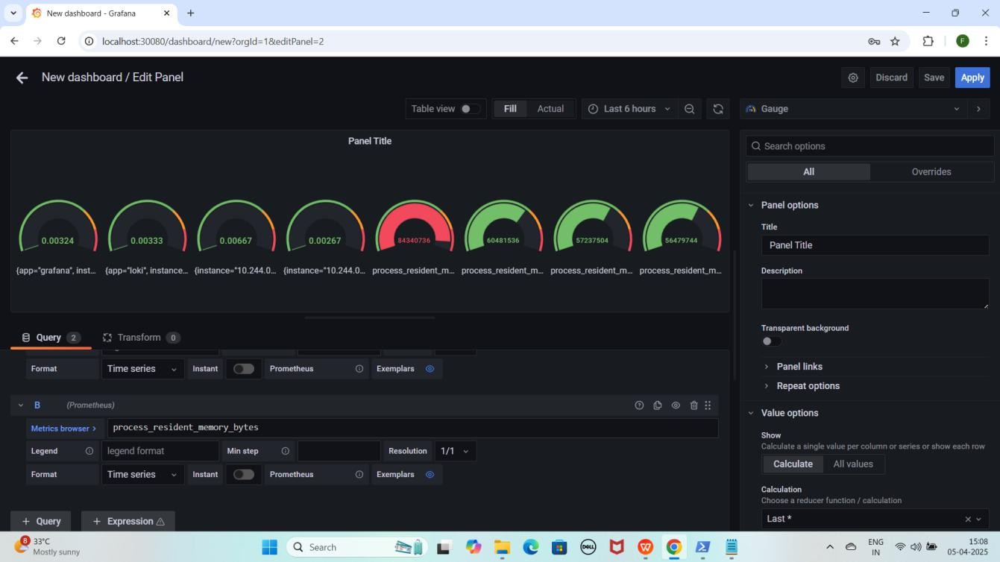 New dashboard - Grafana
localhost:30080/dashboard/new?orgId=1&editPanel=2
F
New dashboard / Edit Panel
Discard
Save
Apply
Table view
Fill
Actual
Last 6 hours
Gauge
Panel Title
Search options
All
Overrides
0.00324
0.00333
0.00667
0.00267
84340736
60481536
57237504
56479744
{app="grafana", inst...
{app="loki", instance...
{instance="10.244.0...
{instance="10.244.0...
process_resident_m...
process_resident_m...
process_resident_m...
process_resident_m...
Panel options
Title
Panel Title
Description
Transparent background
Panel links
Repeat options
Value options
Show
Calculate a single value per column or series or show each row
Calculate
All values
Calculation
Choose a reducer function / calculation
Last *
Query 2
Transform 0
Format
Time series
Instant
Prometheus
Exemplars
B
(Prometheus)
Metrics browser >
process_resident_memory_bytes
Legend
legend format
Min step
Resolution
1/1
Format
Time series
Instant
Prometheus
Exemplars
+ Query
+ Expression
8
33°C
Mostly sunny
Search
DELL
ENG
IN
15:08
05-04-2025